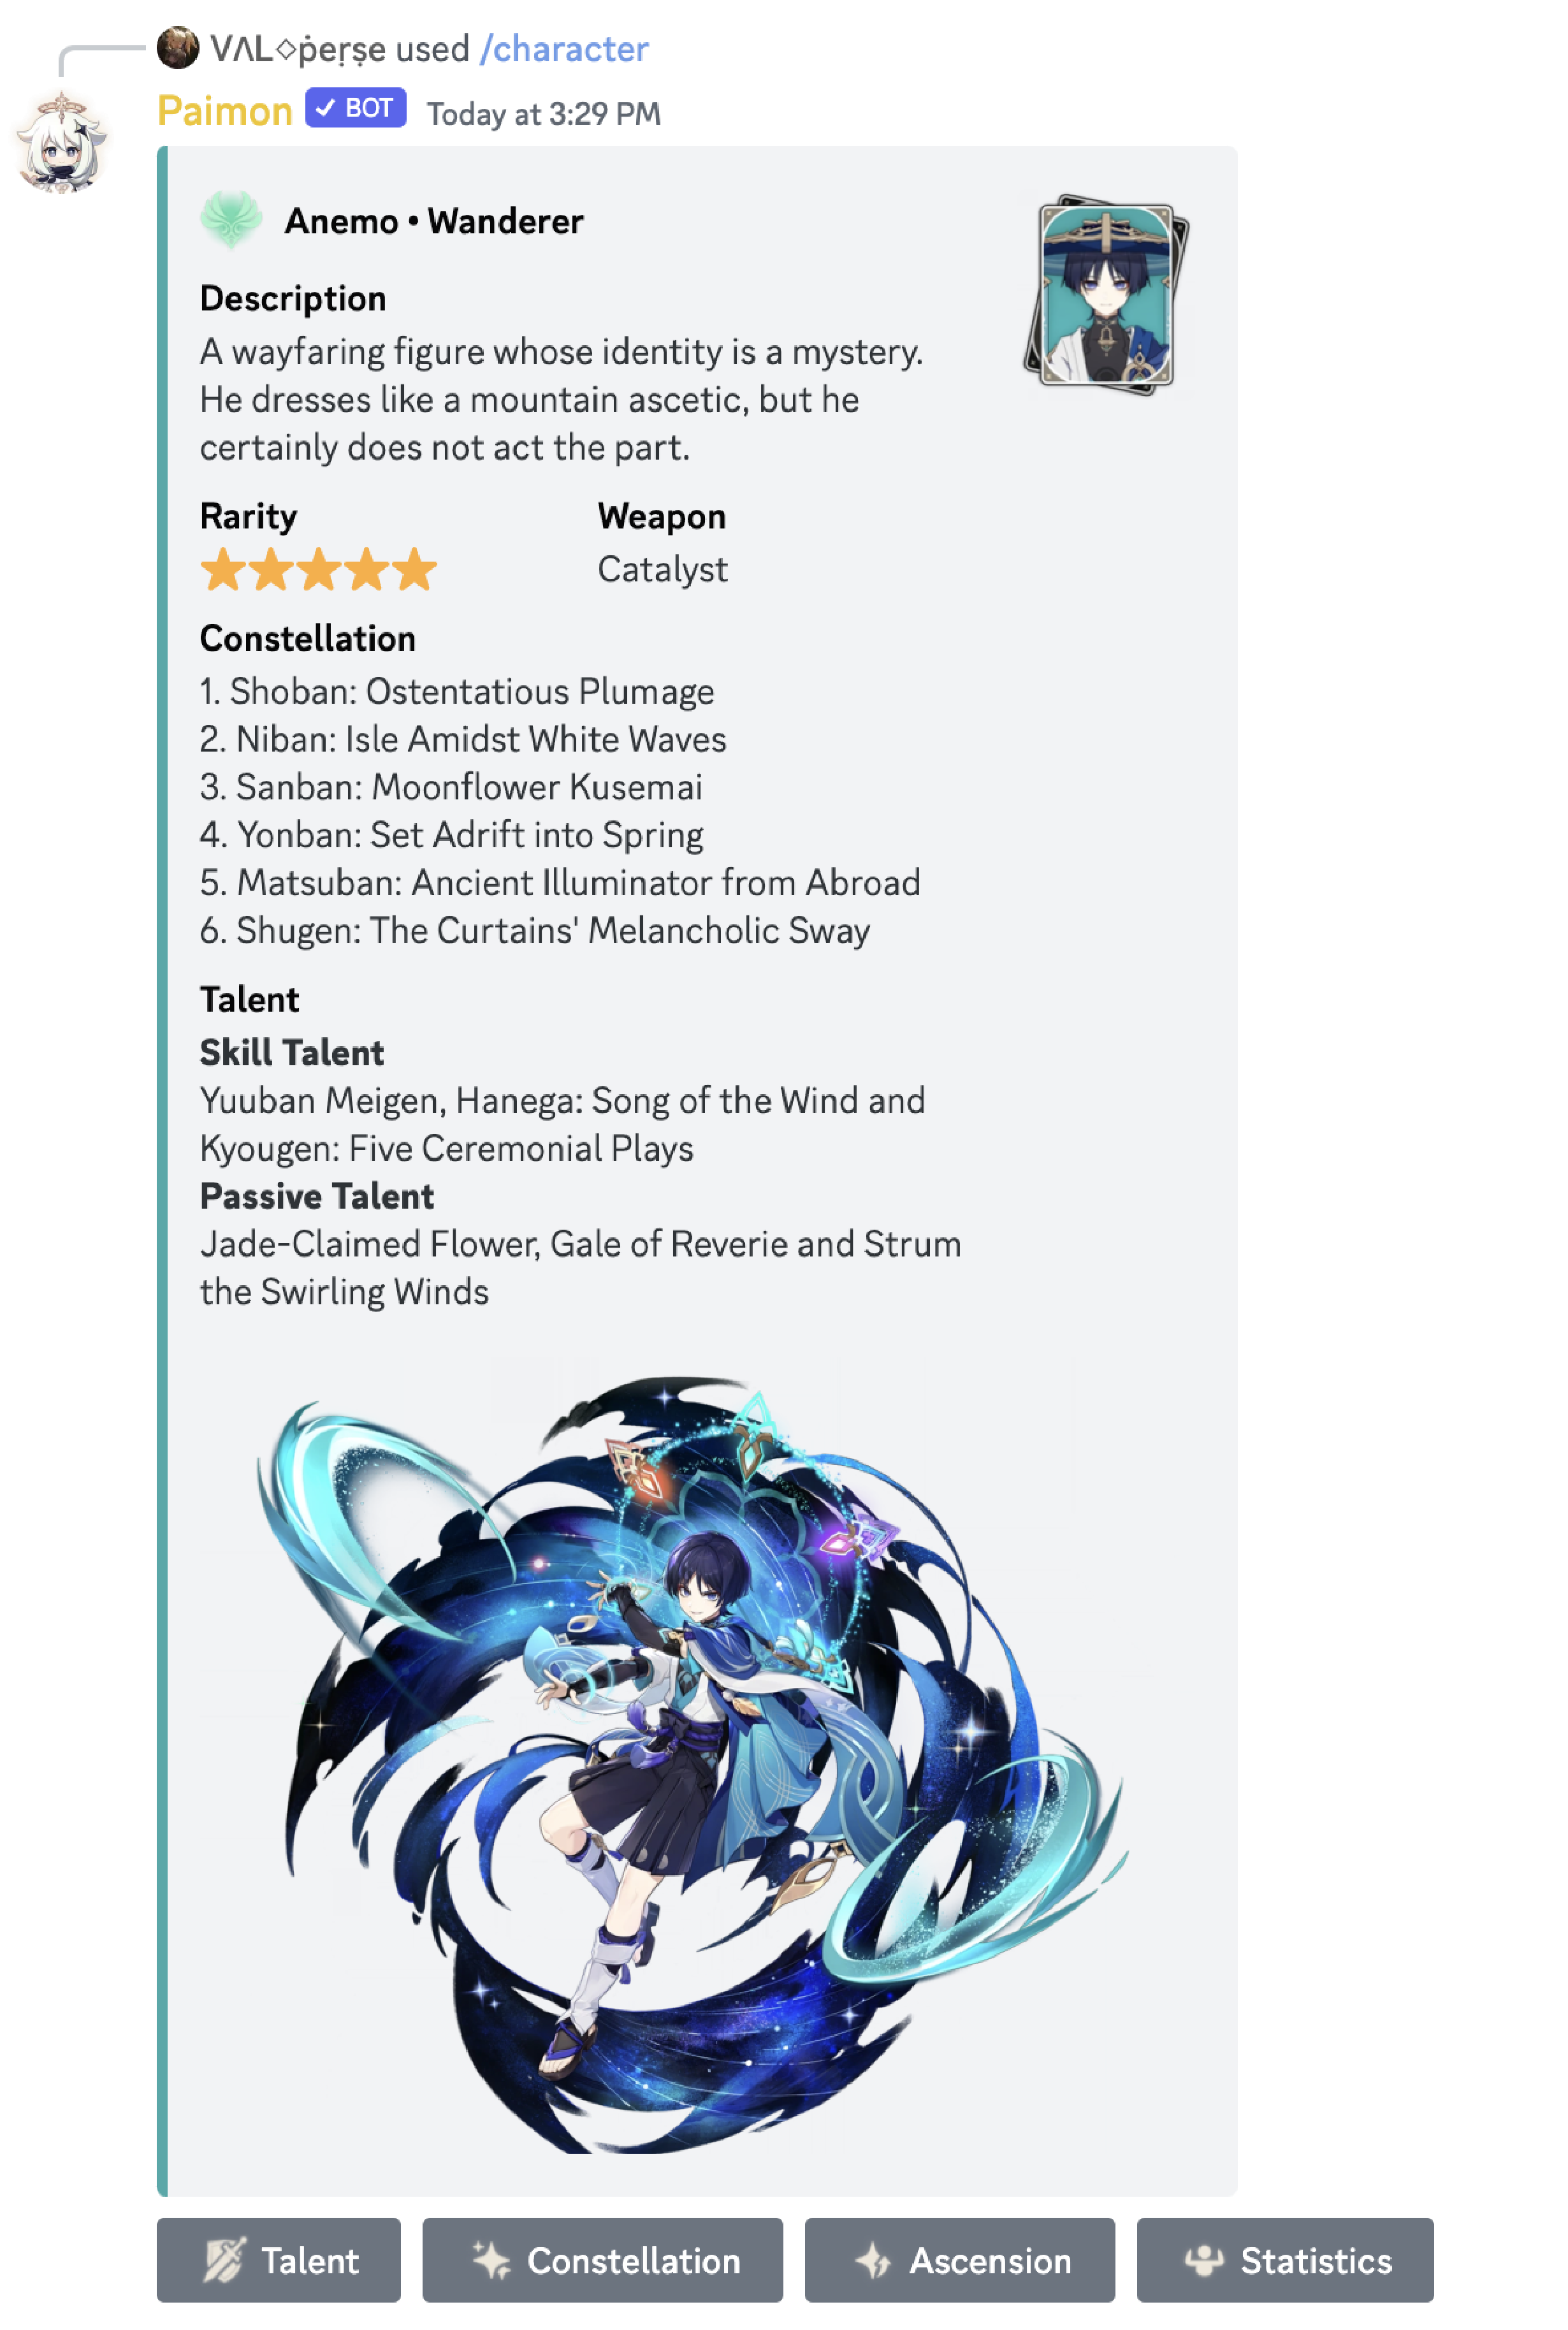 VΛL◇ṗeṛṣe used /character
Paimon ✓ BOT Today at 3:29 PM
Anemo • Wanderer
Description
A wayfaring figure whose identity is a mystery.
He dresses like a mountain ascetic, but he
certainly does not act the part.
Rarity Weapon
Catalyst
Constellation
1. Shoban: Ostentatious Plumage
2. Niban: Isle Amidst White Waves
3. Sanban: Moonflower Kusemai
4. Yonban: Set Adrift into Spring
5. Matsuban: Ancient Illuminator from Abroad
6. Shugen: The Curtains' Melancholic Sway
Talent
Skill Talent
Yuuban Meigen, Hanega: Song of the Wind and
Kyougen: Five Ceremonial Plays
Passive Talent
Jade-Claimed Flower, Gale of Reverie and Strum
the Swirling Winds
Talent Constellation Ascension Statistics